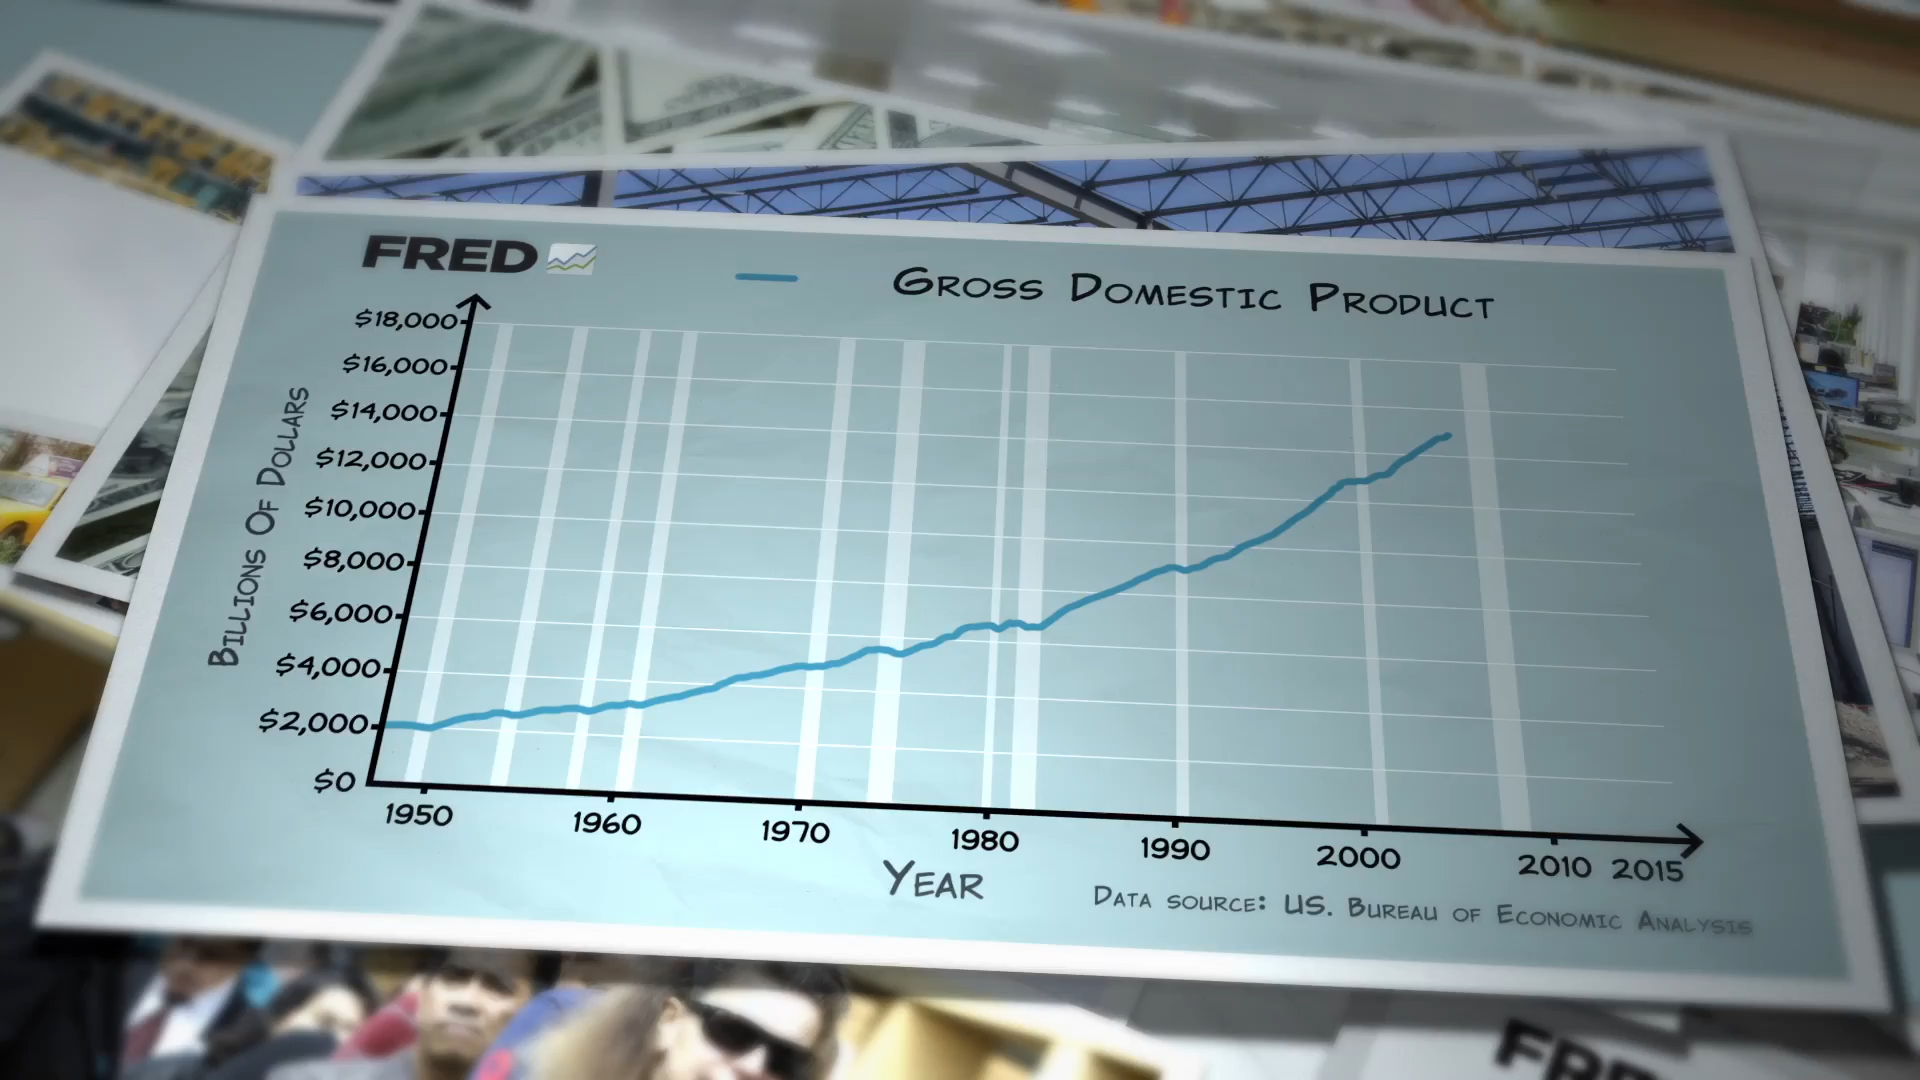 FRED
GROSS DOMESTIC PRODUCT
BILLIONS OF DOLLARS
$18,000
$16,000
$14,000
$12,000
$10,000
$8,000
$6,000
$4,000
$2,000
$0
1950 1960 1970 1980 1990 2000 2010 2015
YEAR
DATA SOURCE: US. BUREAU OF ECONOMIC ANALYSIS
FRE